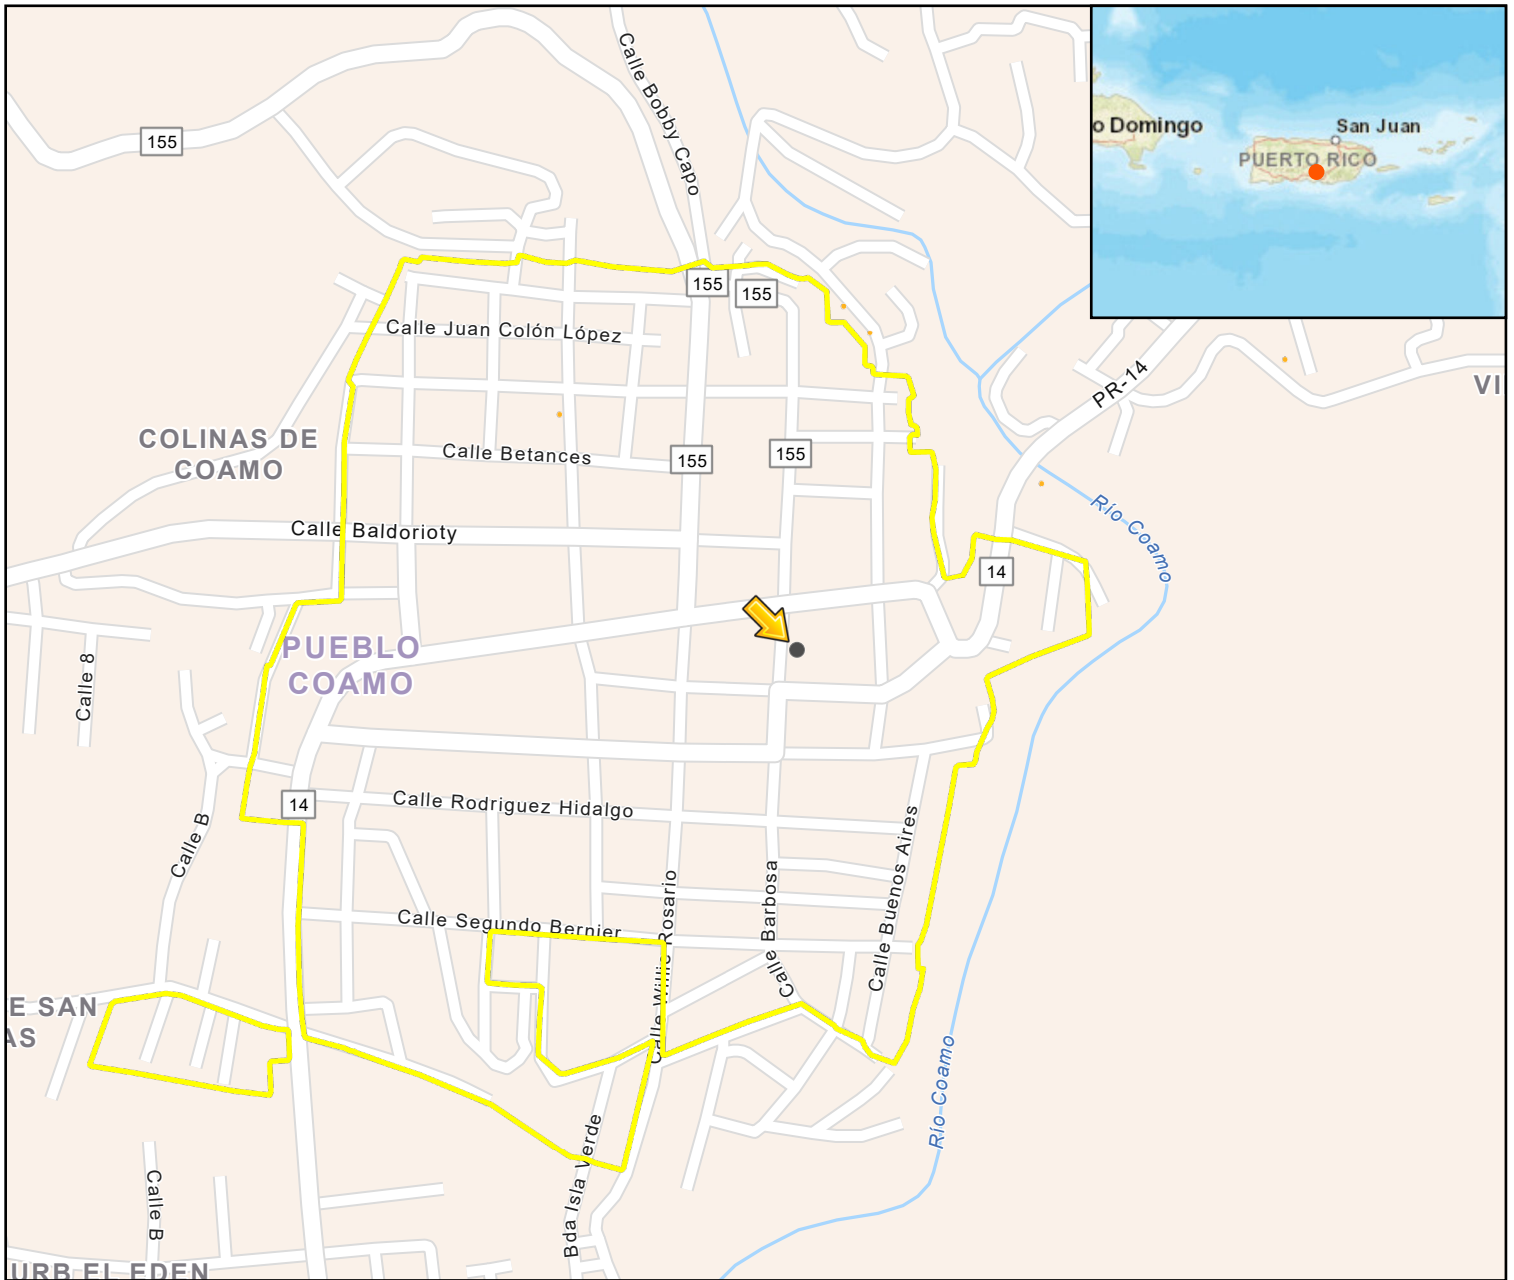 Calle Bobby Capo
o Domingo
San Juan
PUERTO RICO
155
155
155
Calle Juan Colón López
PR-14
VI
COLINAS DE
COAMO
Calle Betances
155
155
Río Coamo
Calle Baldorioty
14
PUEBLO
COAMO
Calle 8
14
Calle Rodriguez Hidalgo
Calle B
Calle Buenos Aires
Calle Barbosa
Calle Willie Rosario
Calle Segundo Bernier
E SAN
AS
Río Coamo
Bda Isla Verde
Calle B
URB EL EDEN